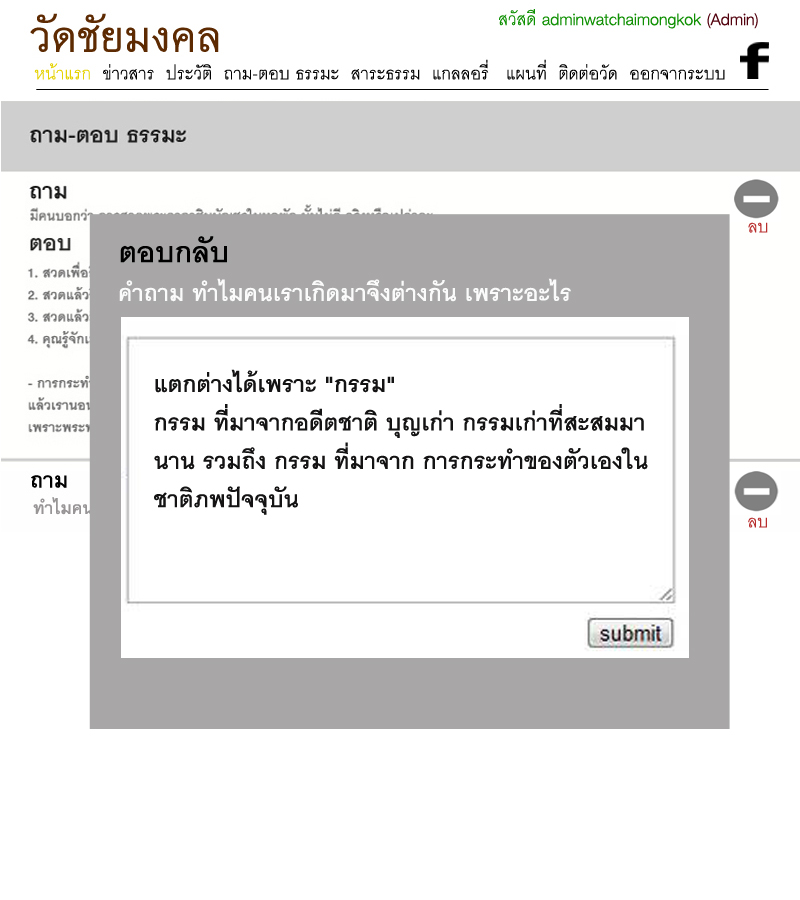 สวัสดี adminwatchaimongkok (Admin)
วัดชัยมงคล
หน้าแรก ข่าวสาร ประวัติ ถาม-ตอบ ธรรมะ สาระธรรม แกลลอรี่ แผนที่ ติดต่อวัด ออกจากระบบ f
ถาม-ตอบ ธรรมะ
ถาม
มีคนบอกว่า
ลบ
ตอบ
1. สวดเพื่อ
2. สวดแล้ว
3. สวดแล้ว
4. คุณรู้จัก
- การกระทำ
แล้วเรานอน
เพราะพระ
ตอบกลับ
คำถาม ทำไมคนเราเกิดมาจึงต่างกัน เพราะอะไร
แตกต่างได้เพราะ "กรรม"
กรรม ที่มาจากอดีตชาติ บุญเก่า กรรมเก่าที่สะสมมา
นาน รวมถึง กรรม ที่มาจาก การกระทำของตัวเองใน
ชาติภพปัจจุบัน
submit
ถาม
ทำไมคน
ลบ